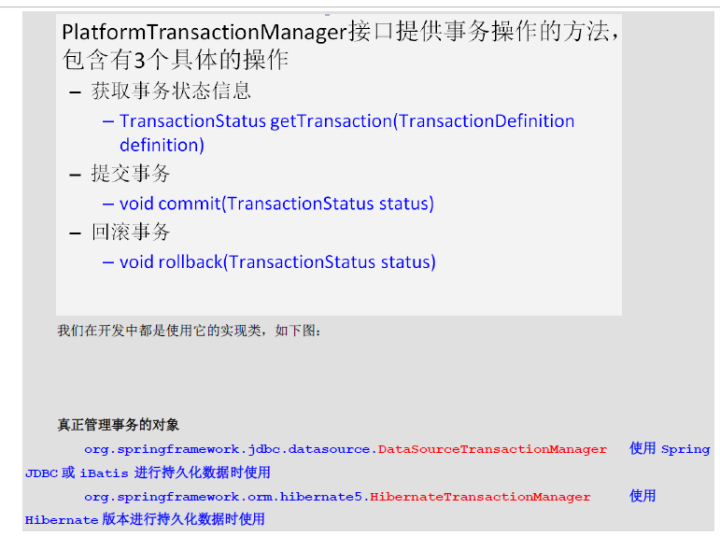 PlatformTransactionManager接口提供事务操作的方法，
包含有3个具体的操作
– 获取事务状态信息
– TransactionStatus getTransaction(TransactionDefinition
definition)
– 提交事务
– void commit(TransactionStatus status)
– 回滚事务
– void rollback(TransactionStatus status)
我们在开发中都是使用它的实现类，如下图：
真正管理事务的对象
org.springframework.jdbc.datasource.DataSourceTransactionManager 使用 Spring
JDBC 或 iBatis 进行持久化数据时使用
org.springframework.orm.hibernate5.HibernateTransactionManager 使用
Hibernate 版本进行持久化数据时使用